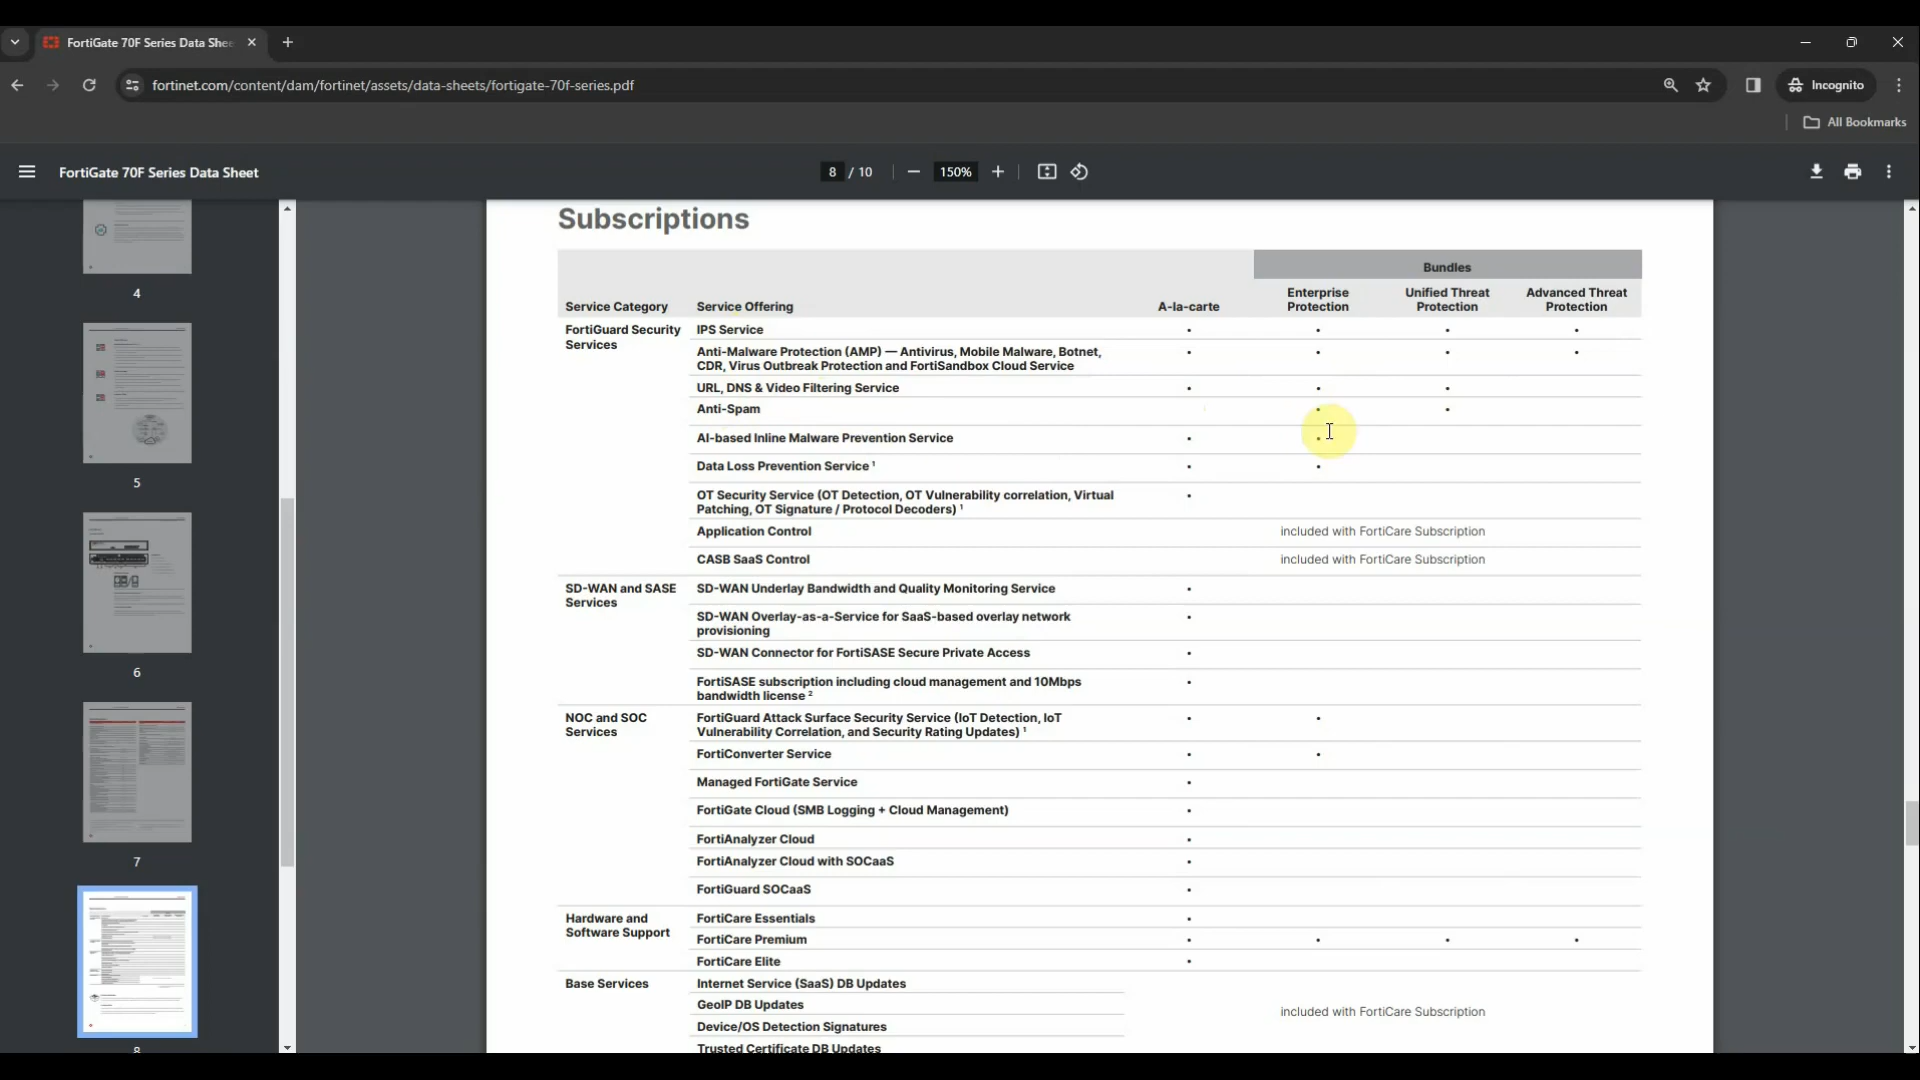 FortiGate 70F Series Data Shee
fortinet.com/content/dam/fortinet/assets/data-sheets/fortigate-70f-series.pdf
Incognito
All Bookmarks
FortiGate 70F Series Data Sheet
8 / 10
150%
4
5
6
7
8
Subscriptions
Bundles
Service Category Service Offering A-la-carte Enterprise Protection Unified Threat Protection Advanced Threat Protection
FortiGuard Security Services
IPS Service • • • •
Anti-Malware Protection (AMP) — Antivirus, Mobile Malware, Botnet, • • • •
CDR, Virus Outbreak Protection and FortiSandbox Cloud Service
URL, DNS & Video Filtering Service • • •
Anti-Spam • •
AI-based Inline Malware Prevention Service • •
Data Loss Prevention Service ¹ • •
OT Security Service (OT Detection, OT Vulnerability correlation, Virtual •
Patching, OT Signature / Protocol Decoders) ¹
Application Control included with FortiCare Subscription
CASB SaaS Control included with FortiCare Subscription
SD-WAN and SASE Services
SD-WAN Underlay Bandwidth and Quality Monitoring Service •
SD-WAN Overlay-as-a-Service for SaaS-based overlay network •
provisioning
SD-WAN Connector for FortiSASE Secure Private Access •
FortiSASE subscription including cloud management and 10Mbps •
bandwidth license ²
NOC and SOC Services
FortiGuard Attack Surface Security Service (IoT Detection, IoT • •
Vulnerability Correlation, and Security Rating Updates) ¹
FortiConverter Service • •
Managed FortiGate Service •
FortiGate Cloud (SMB Logging + Cloud Management) •
FortiAnalyzer Cloud •
FortiAnalyzer Cloud with SOCaaS •
FortiGuard SOCaaS •
Hardware and Software Support
FortiCare Essentials •
FortiCare Premium • • • •
FortiCare Elite •
Base Services
Internet Service (SaaS) DB Updates
GeoIP DB Updates
included with FortiCare Subscription
Device/OS Detection Signatures
Trusted Certificate DB Updates